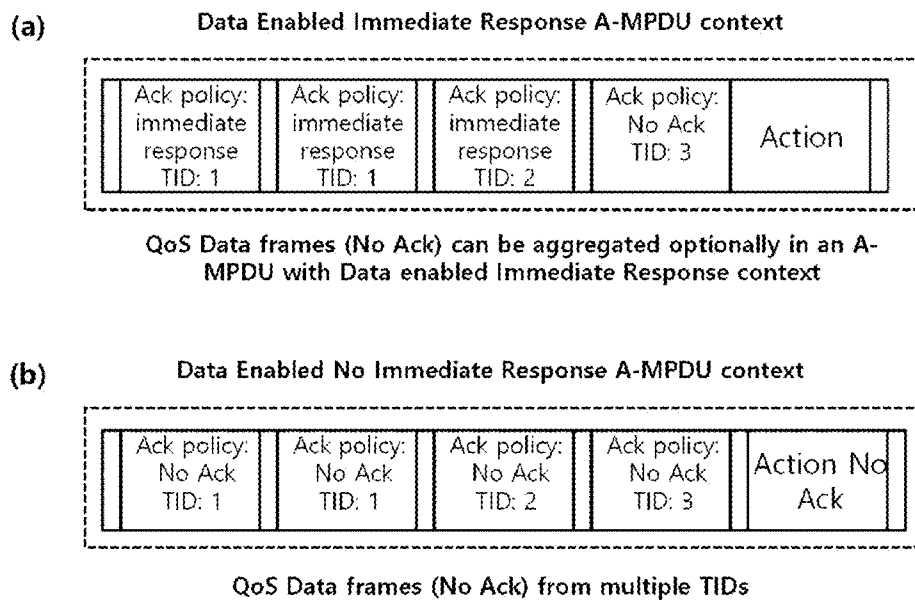 (a)
Data Enabled Immediate Response A-MPDU context
Ack policy:
immediate
response
TID: 1
Ack policy:
immediate
response
TID: 1
Ack policy:
immediate
response
TID: 2
Ack policy:
No Ack
TID: 3
Action
QoS Data frames (No Ack) can be aggregated optionally in an A-
MPDU with Data enabled Immediate Response context
(b)
Data Enabled No Immediate Response A-MPDU context
Ack policy:
No Ack
TID: 1
Ack policy:
No Ack
TID: 1
Ack policy:
No Ack
TID: 2
Ack policy:
No Ack
TID: 3
Action No
Ack
QoS Data frames (No Ack) from multiple TIDs